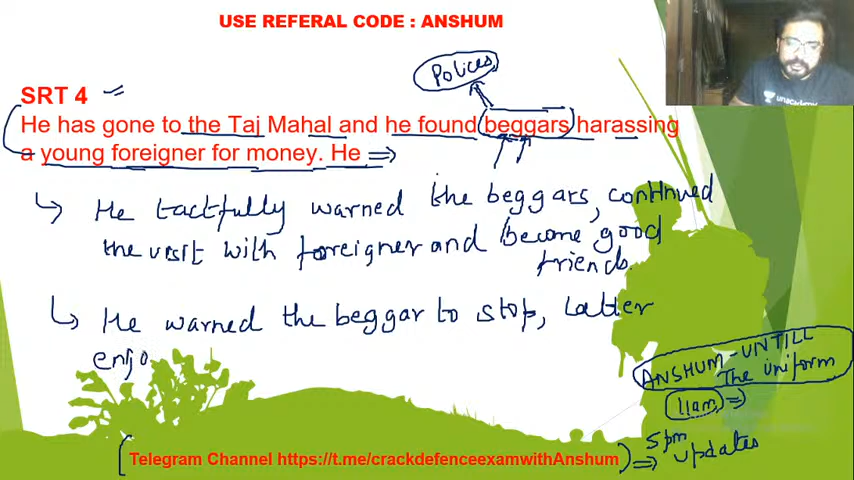 USE REFERAL CODE : ANSHUM
Polices
SRT 4
He has gone to the Taj Mahal and he found beggars harassing
a young foreigner for money. He
He tactfully warned the beggars, continued
the visit with foreigner and become good
friends.
He warned the beggar to stop, latter
enjo
ANSHUM-UNTILL
The uniform
11am
5pm
updates
Telegram Channel https://t.me/crackdefenceexamwithAnshum
unacademy